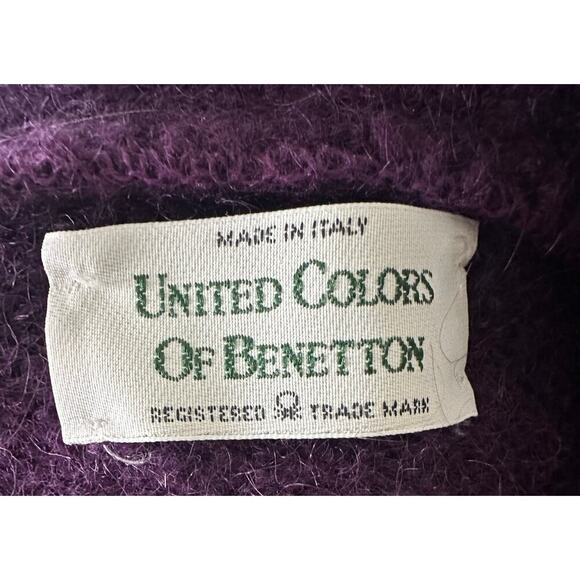 MADE IN ITALY
UNITED COLORS
OF BENETTON
REGISTERED TRADE MARK